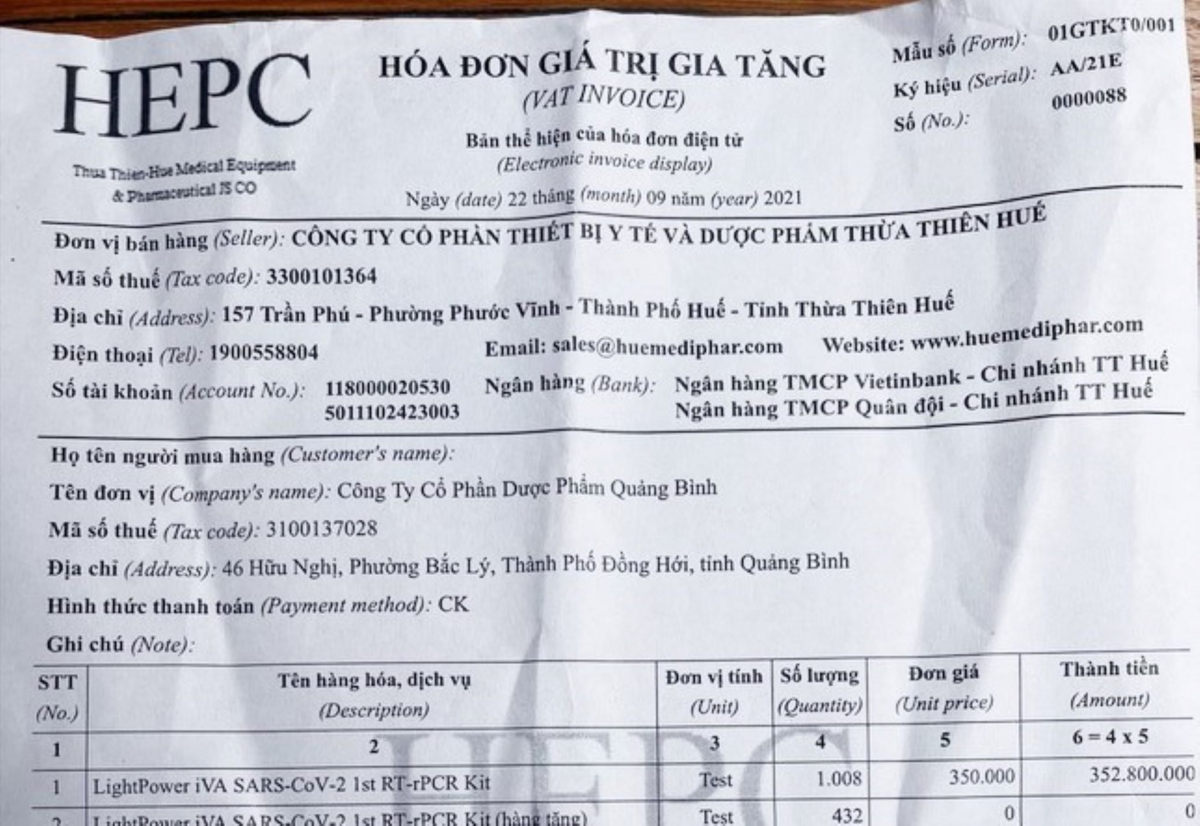 HEPC
Thua Thien-Hue Medical Equipment
& Pharmaceutical JS CO
HÓA ĐƠN GIÁ TRỊ GIA TĂNG
(VAT INVOICE)
Bản thể hiện của hóa đơn điện tử
(Electronic invoice display)
Ngày (date) 22 tháng (month) 09 năm (year) 2021
Mẫu số (Form): 01GTKT0/001
Ký hiệu (Serial): AA/21E
Số (No.): 0000088
Đơn vị bán hàng (Seller): CÔNG TY CỔ PHẦN THIẾT BỊ Y TẾ VÀ DƯỢC PHẨM THỪA THIÊN HUẾ
Mã số thuế (Tax code): 3300101364
Địa chỉ (Address): 157 Trần Phú - Phường Phước Vĩnh - Thành Phố Huế - Tỉnh Thừa Thiên Huế
Điện thoại (Tel): 1900558804 Email: sales@huemediphar.com Website: www.huemediphar.com
Số tài khoản (Account No.): 118000020530 Ngân hàng (Bank): Ngân hàng TMCP Vietinbank - Chi nhánh TT Huế
5011102423003 Ngân hàng TMCP Quân đội - Chi nhánh TT Huế
Họ tên người mua hàng (Customer's name):
Tên đơn vị (Company's name): Công Ty Cổ Phần Dược Phẩm Quảng Bình
Mã số thuế (Tax code): 3100137028
Địa chỉ (Address): 46 Hữu Nghị, Phường Bắc Lý, Thành Phố Đồng Hới, tỉnh Quảng Bình
Hình thức thanh toán (Payment method): CK
Ghi chú (Note):
STT Tên hàng hóa, dịch vụ Đơn vị tính Số lượng Đơn giá Thành tiền
(No.) (Description) (Unit) (Quantity) (Unit price) (Amount)
1 2 3 4 5 6 = 4 x 5
HEPC
1 LightPower iVA SARS-CoV-2 1st RT-rPCR Kit Test 1.008 350.000 352.800.000
2 LightPower iVA SARS-CoV-2 1st RT-rPCR Kit (hàng tặng) Test 432 0 0